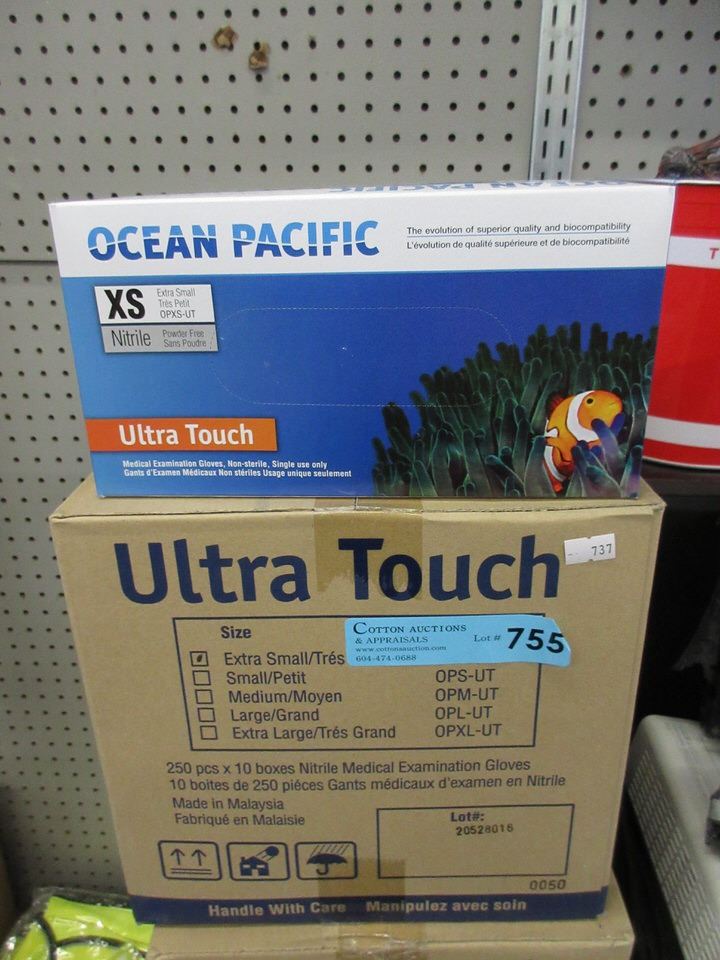 OCEAN PACIFIC
The evolution of superior quality and biocompatibility
L'évolution de qualité supérieure et de biocompatibilité
XS
Extra Small
Très Petit
OPXS-UT
Nitrile
Powder Free
Sans Poudre
Ultra Touch
Medical Examination Gloves, Non-sterile, Single use only
Gants d'Examen Médicaux Non stériles Usage unique seulement
Ultra Touch
737
Size
COTTON AUCTIONS
& APPRAISALS
www.cottonauction.com
604-474-0688
Lot # 755
Extra Small/Trés
Small/Petit OPS-UT
Medium/Moyen OPM-UT
Large/Grand OPL-UT
Extra Large/Trés Grand OPXL-UT
250 pcs x 10 boxes Nitrile Medical Examination Gloves
10 boites de 250 piéces Gants médicaux d'examen en Nitrile
Made in Malaysia
Fabriqué en Malaisie
Lot#:
20528016
0050
Handle With Care Manipulez avec soin